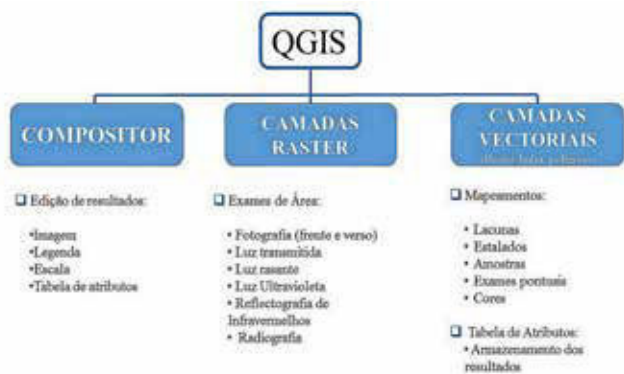 QGIS
COMPOSITOR
CAMADAS
RASTER
CAMADAS
VECTORIAIS
Edição de resultados:
•Imagem
•Legenda
•Escala
•Tabela de atributos
Exames de Área:
• Fotografia (frente e verso)
• Luz transmitida
• Luz rasante
• Luz Ultravioleta
• Reflectografia de
Infravermelhos
• Radiografia
Mapeamentos:
• Lacunas
• Estalados
• Amostras
• Exames pontuais
• Cores
Tabela de Atributos:
• Armazenamento dos
resultados